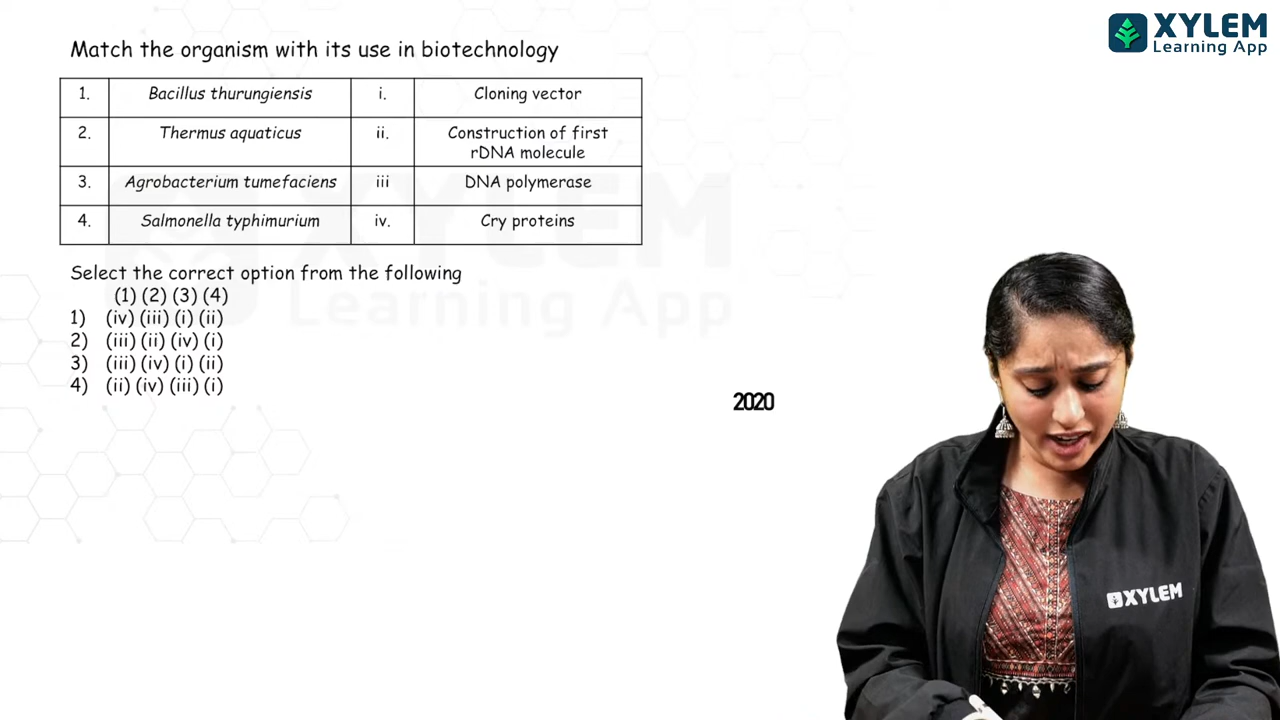 XYLEM
Learning App
Match the organism with its use in biotechnology
1. Bacillus thurungiensis i. Cloning vector
2. Thermus aquaticus ii. Construction of first
rDNA molecule
3. Agrobacterium tumefaciens iii DNA polymerase
4. Salmonella typhimurium iv. Cry proteins
XYLEM
Learning App
Select the correct option from the following
(1) (2) (3) (4)
1) (iv) (iii) (i) (ii)
2) (iii) (ii) (iv) (i)
3) (iii) (iv) (i) (ii)
4) (ii) (iv) (iii) (i)
2020
XYLEM